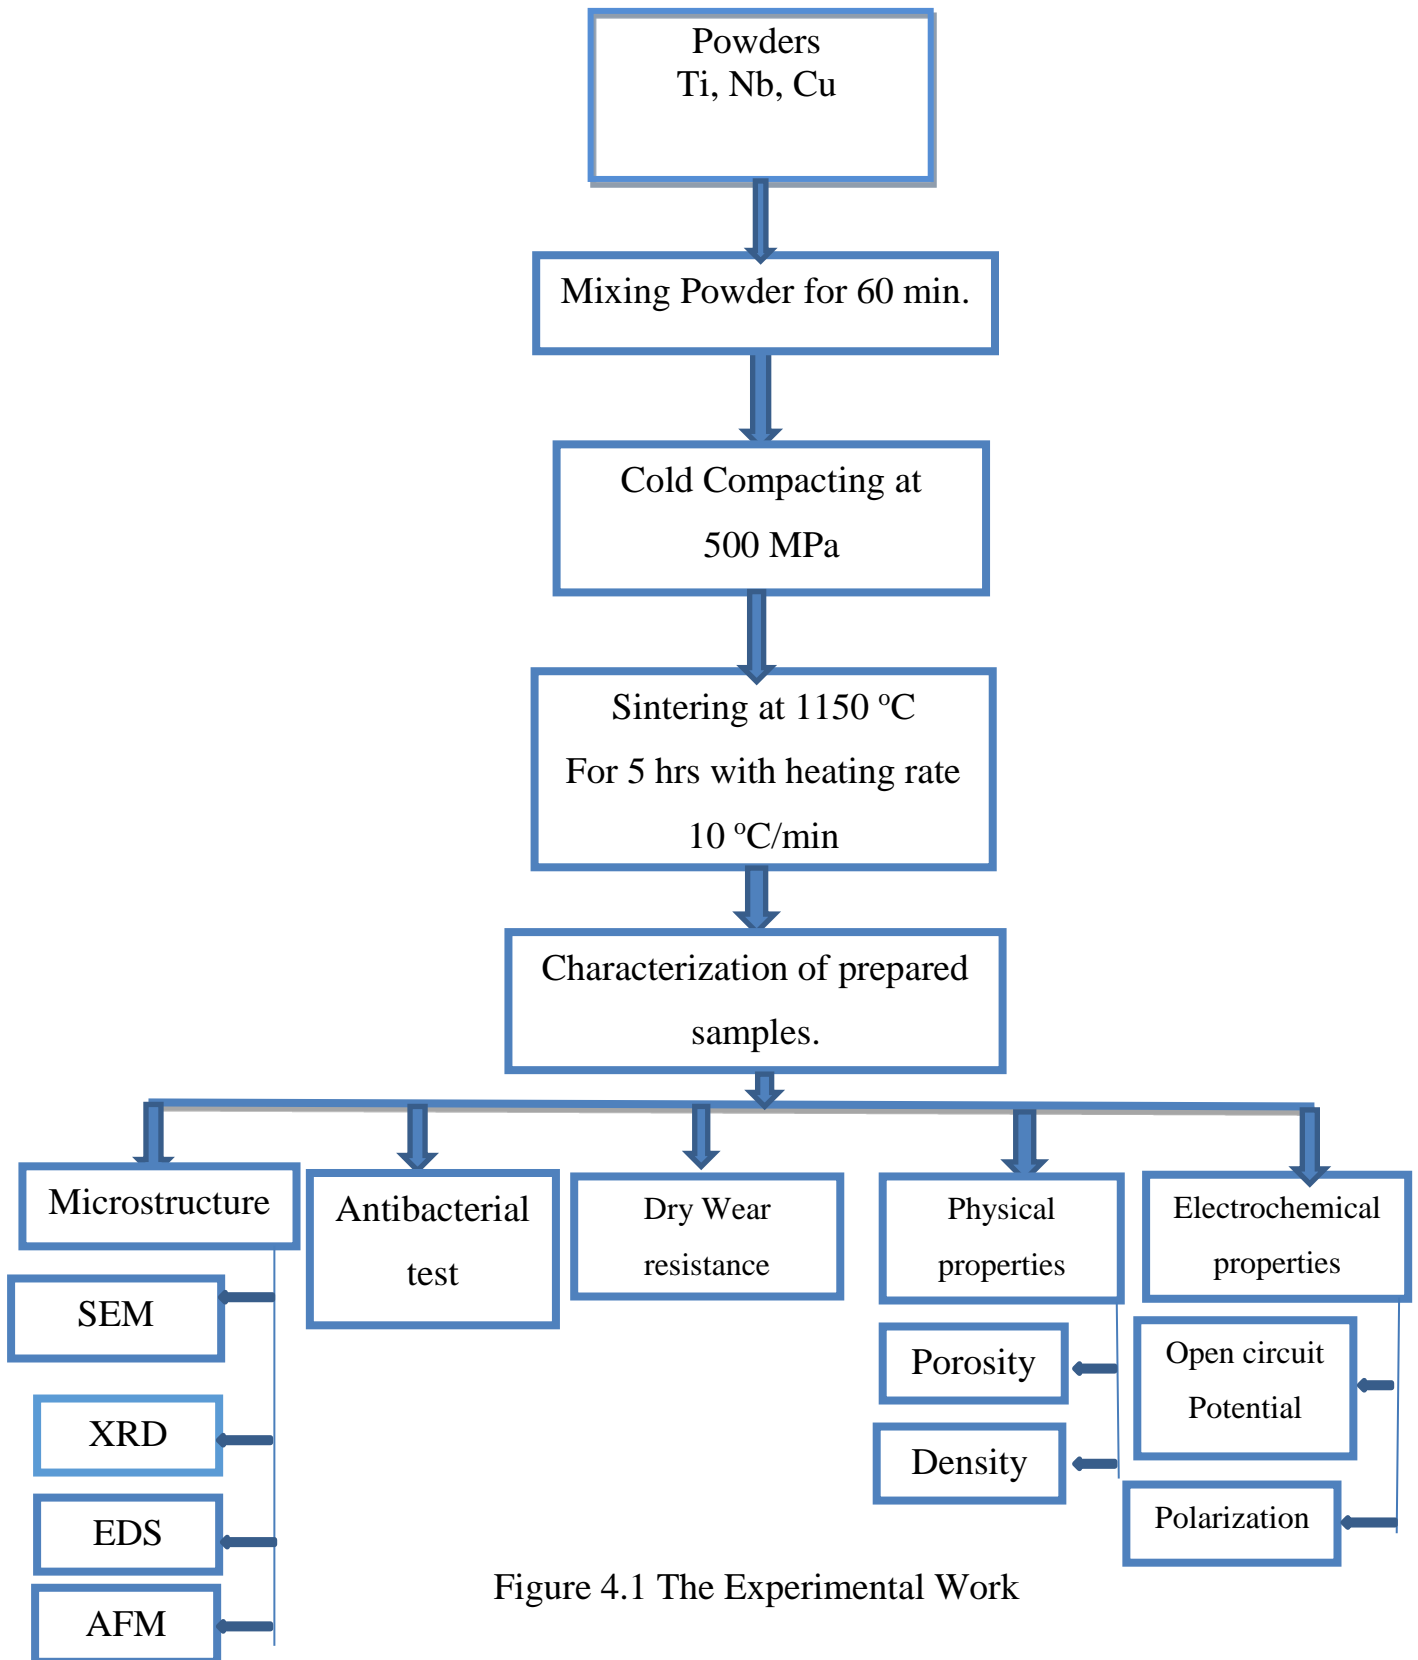 Powders
Ti, Nb, Cu
Mixing Powder for 60 min.
Cold Compacting at
500 MPa
Sintering at 1150 ºC
For 5 hrs with heating rate
10 ºC/min
Characterization of prepared
samples.
Microstructure
SEM
XRD
EDS
AFM
Antibacterial
test
Dry Wear
resistance
Physical
properties
Porosity
Density
Electrochemical
properties
Open circuit
Potential
Polarization
Figure 4.1 The Experimental Work